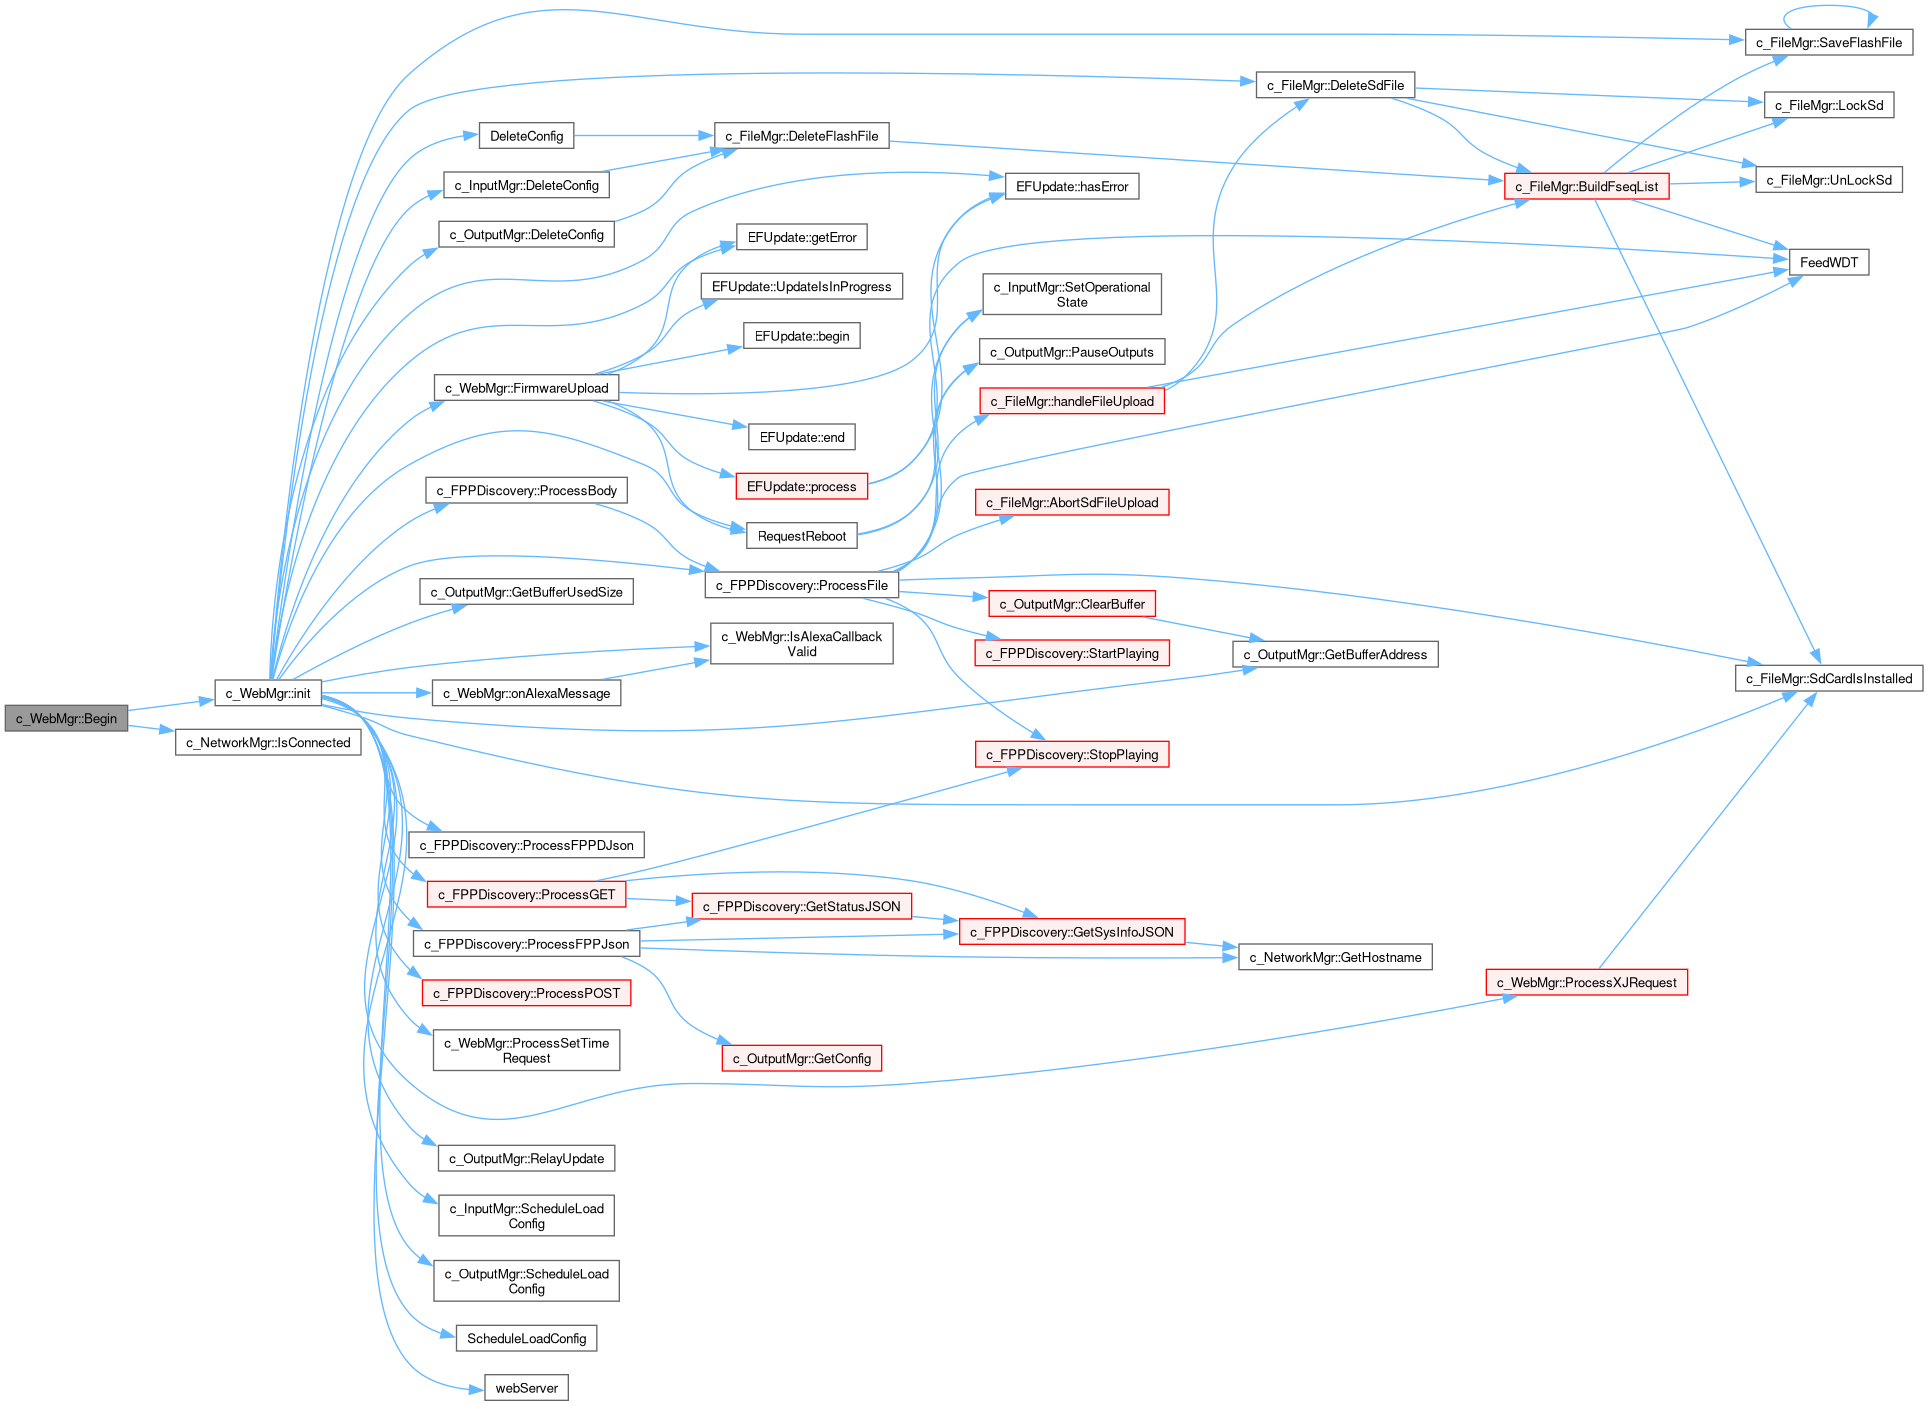 c_WebMgr::Begin
c_WebMgr::init
c_NetworkMgr::IsConnected
DeleteConfig
c_InputMgr::DeleteConfig
c_OutputMgr::DeleteConfig
c_WebMgr::FirmwareUpload
c_FPPDiscovery::ProcessBody
c_OutputMgr::GetBufferUsedSize
c_WebMgr::onAlexaMessage
c_FPPDiscovery::ProcessFPPDJson
c_FPPDiscovery::ProcessGET
c_FPPDiscovery::ProcessFPPJson
c_FPPDiscovery::ProcessPOST
c_WebMgr::ProcessSetTime
Request
c_OutputMgr::RelayUpdate
c_InputMgr::ScheduleLoad
Config
c_OutputMgr::ScheduleLoad
Config
ScheduleLoadConfig
webServer
c_FileMgr::DeleteFlashFile
EFUpdate::getError
EFUpdate::UpdateIsInProgress
EFUpdate::begin
EFUpdate::end
EFUpdate::process
RequestReboot
c_FPPDiscovery::ProcessFile
c_WebMgr::IsAlexaCallback
Valid
c_FPPDiscovery::GetStatusJSON
c_OutputMgr::GetConfig
EFUpdate::hasError
c_InputMgr::SetOperational
State
c_OutputMgr::PauseOutputs
c_FileMgr::handleFileUpload
c_FileMgr::AbortSdFileUpload
c_OutputMgr::ClearBuffer
c_FPPDiscovery::StartPlaying
c_FPPDiscovery::StopPlaying
c_FPPDiscovery::GetSysInfoJSON
c_FileMgr::DeleteSdFile
c_OutputMgr::GetBufferAddress
c_NetworkMgr::GetHostname
c_FileMgr::BuildFseqList
c_WebMgr::ProcessXJRequest
c_FileMgr::SaveFlashFile
c_FileMgr::LockSd
c_FileMgr::UnLockSd
FeedWDT
c_FileMgr::SdCardIsInstalled